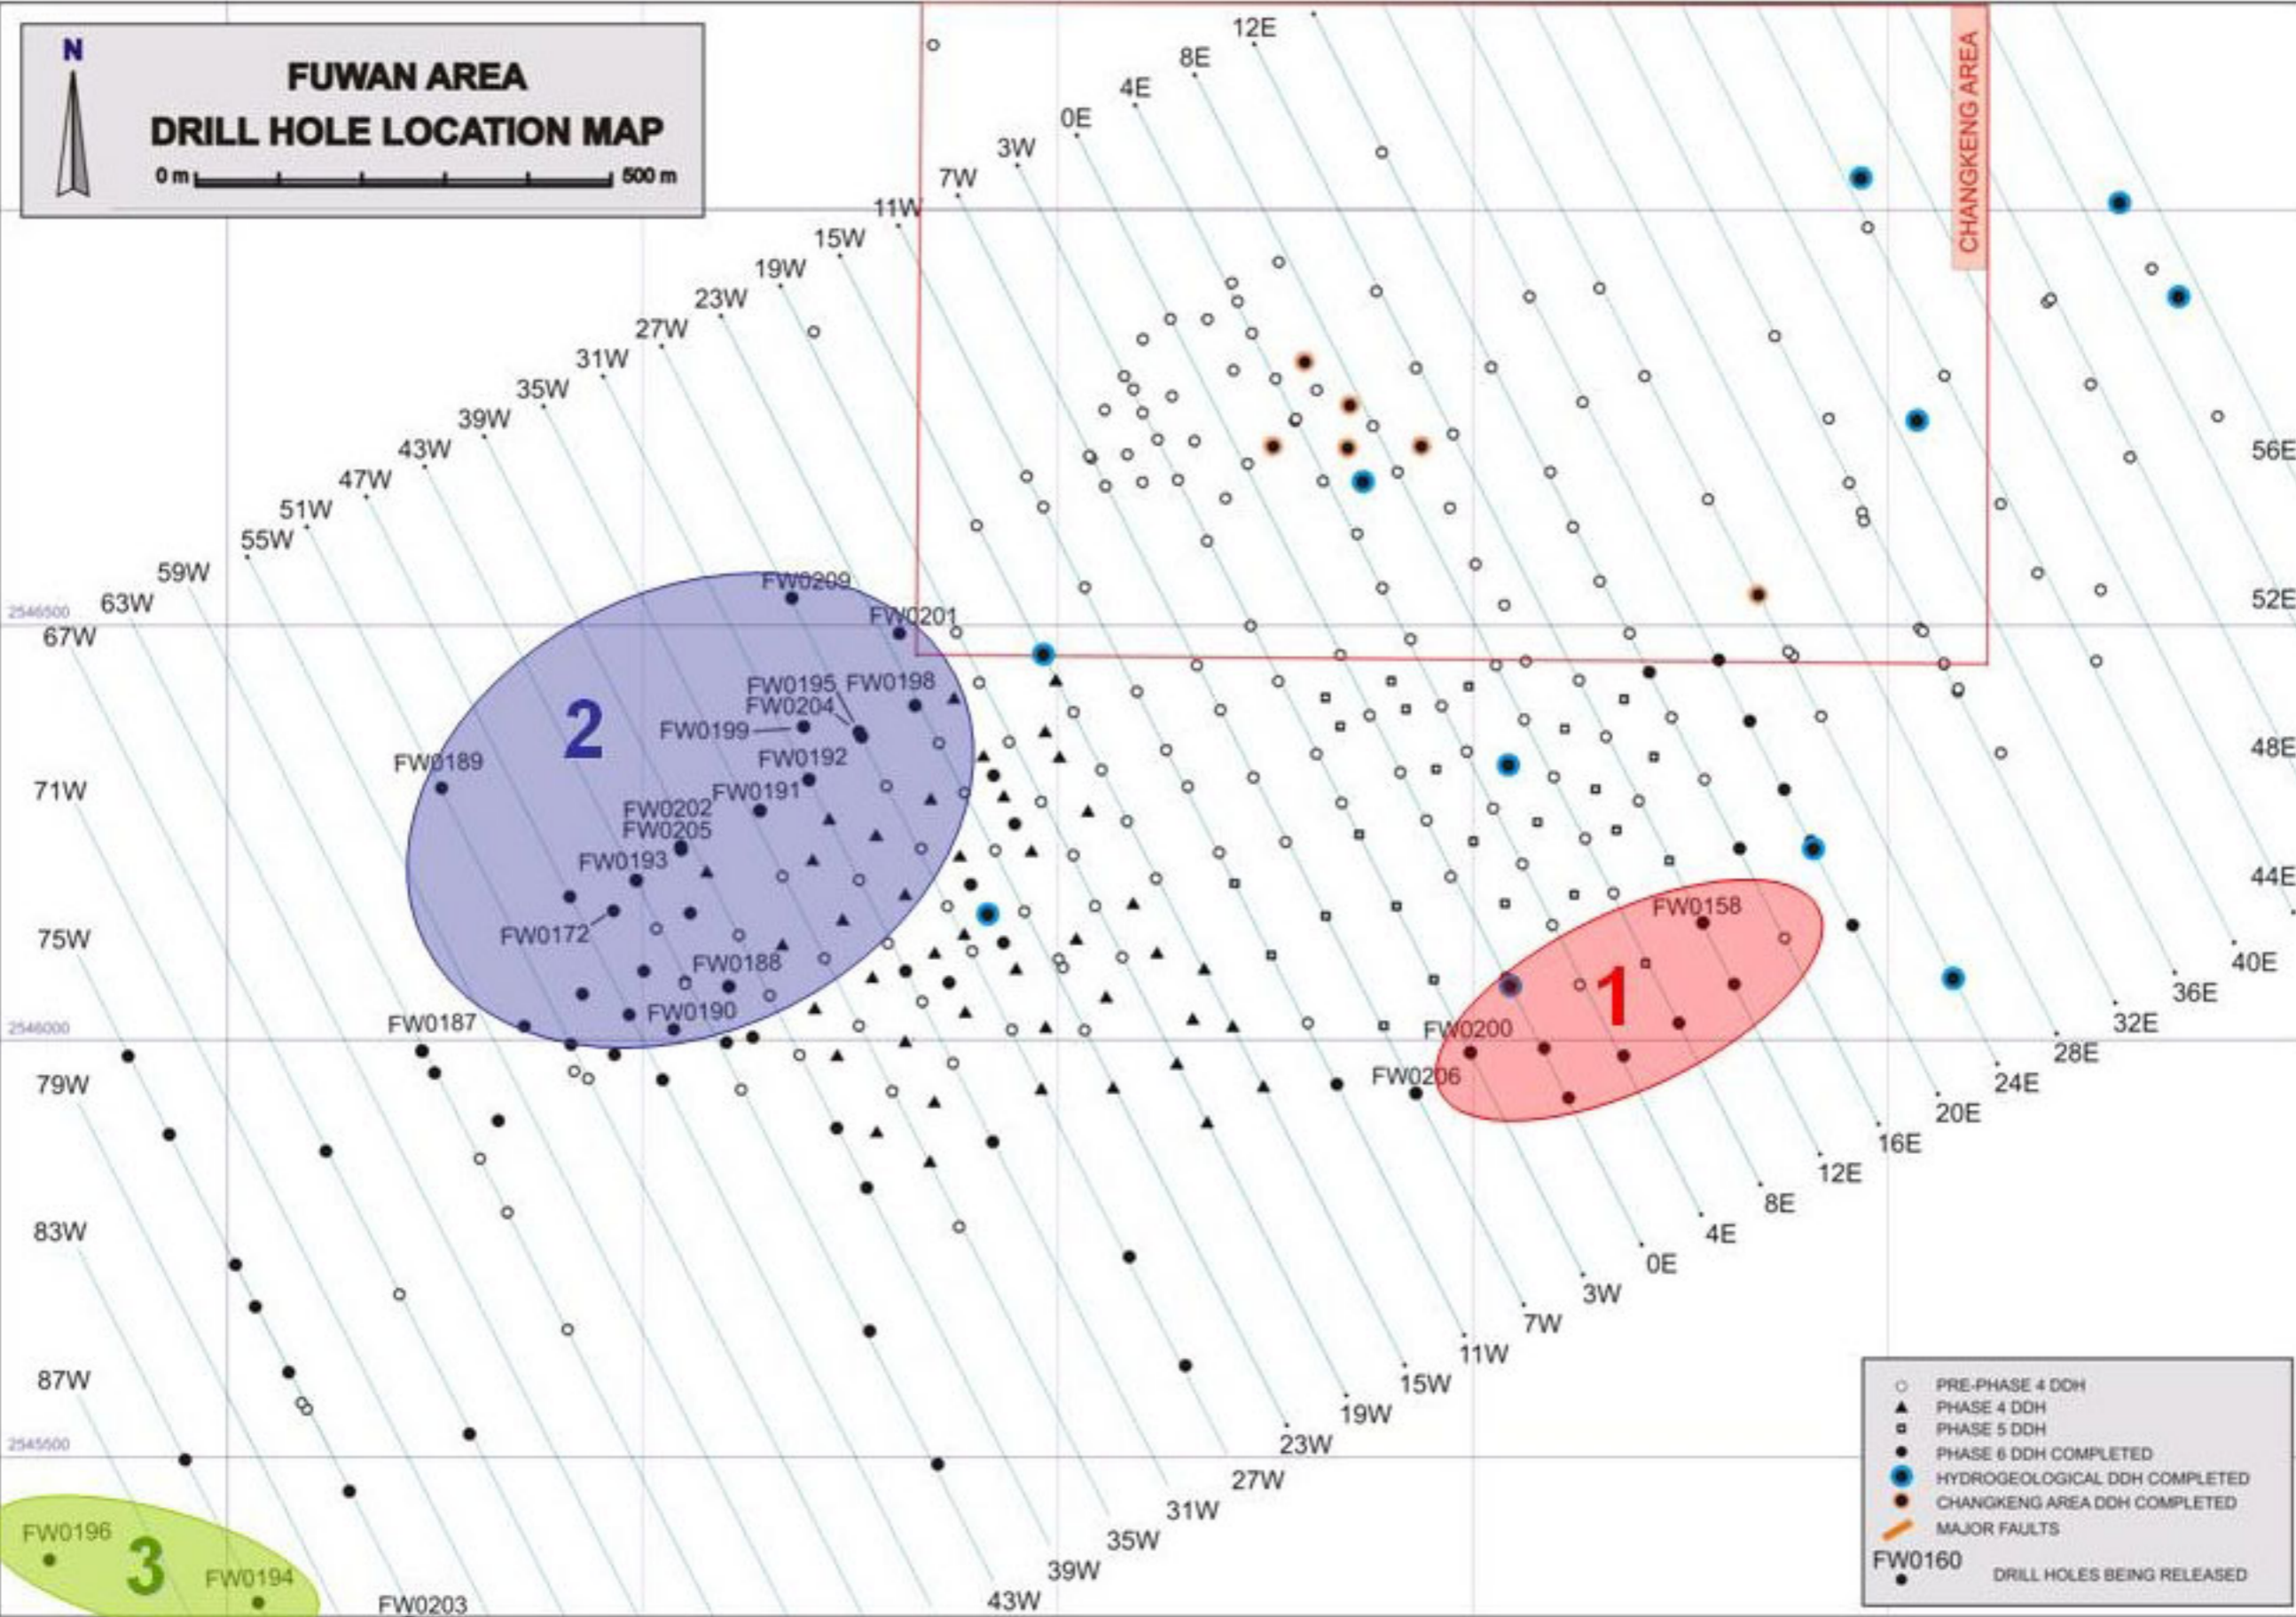 N
FUWAN AREA
DRILL HOLE LOCATION MAP
0 m 500 m
12E
8E
4E
0E
3W
7W
11W
15W
19W
23W
27W
31W
35W
39W
43W
47W
51W
55W
59W
63W
67W
71W
75W
79W
83W
87W
CHANGKENG AREA
56E
52E
48E
44E
40E
36E
32E
28E
24E
20E
16E
12E
8E
4E
0E
3W
7W
11W
15W
19W
23W
27W
31W
35W
39W
43W
2546500
2546000
2545500
FW0209
FW0201
FW0195
FW0198
FW0204
FW0199
2
FW0192
FW0189
FW0191
FW0202
FW0205
FW0193
FW0172
FW0188
FW0190
FW0187
FW0158
1
FW0200
FW0206
FW0196
3
FW0194
FW0203
PRE-PHASE 4 DDH
PHASE 4 DDH
PHASE 5 DDH
PHASE 6 DDH COMPLETED
HYDROGEOLOGICAL DDH COMPLETED
CHANGKENG AREA DDH COMPLETED
MAJOR FAULTS
FW0160
DRILL HOLES BEING RELEASED